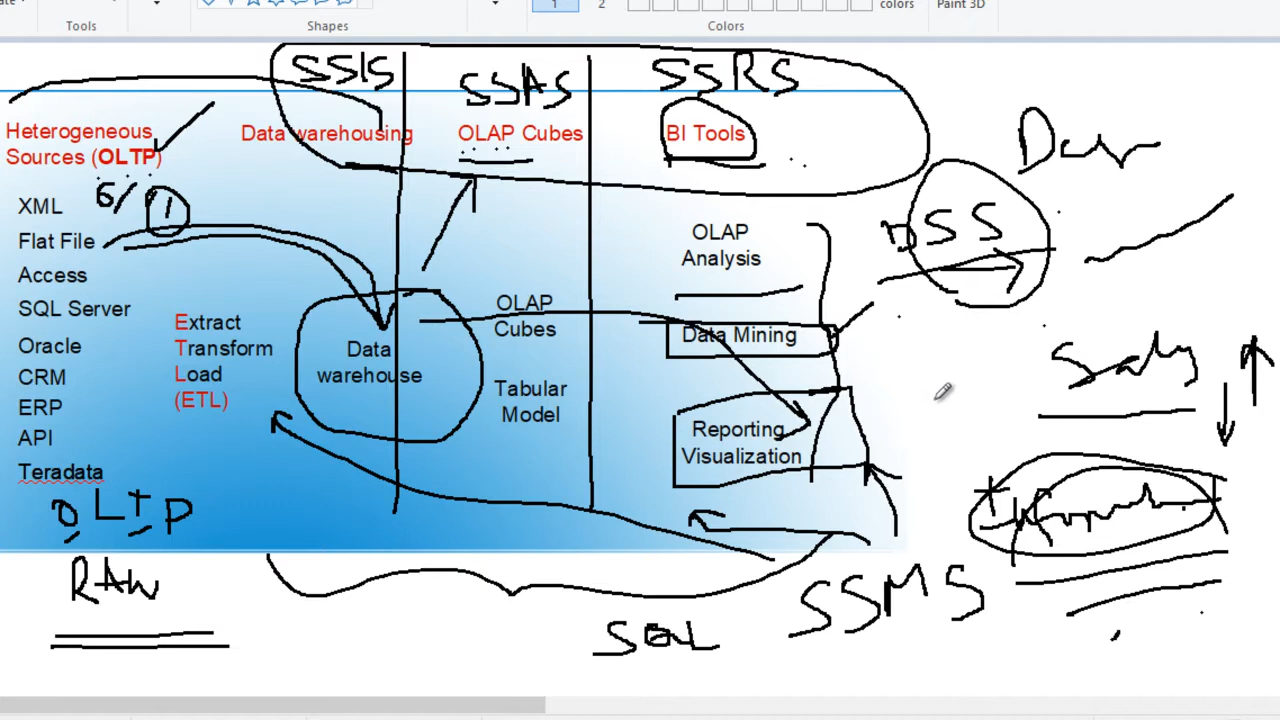 Tools
Shapes
1
2
Colors
colors
Paint 3D
SSIS
SSAS
SSRS
Heterogeneous
Sources (OLTP)
Data warehousing
OLAP Cubes
BI Tools
XML
Flat File
Access
SQL Server
Oracle
CRM
ERP
API
Teradata
1
Extract
Transform
Load
(ETL)
Data
warehouse
OLAP
Cubes
Tabular
Model
OLAP
Analysis
Data Mining
Reporting
Visualization
DSS
OLTP
RAW
SSMS
SQL